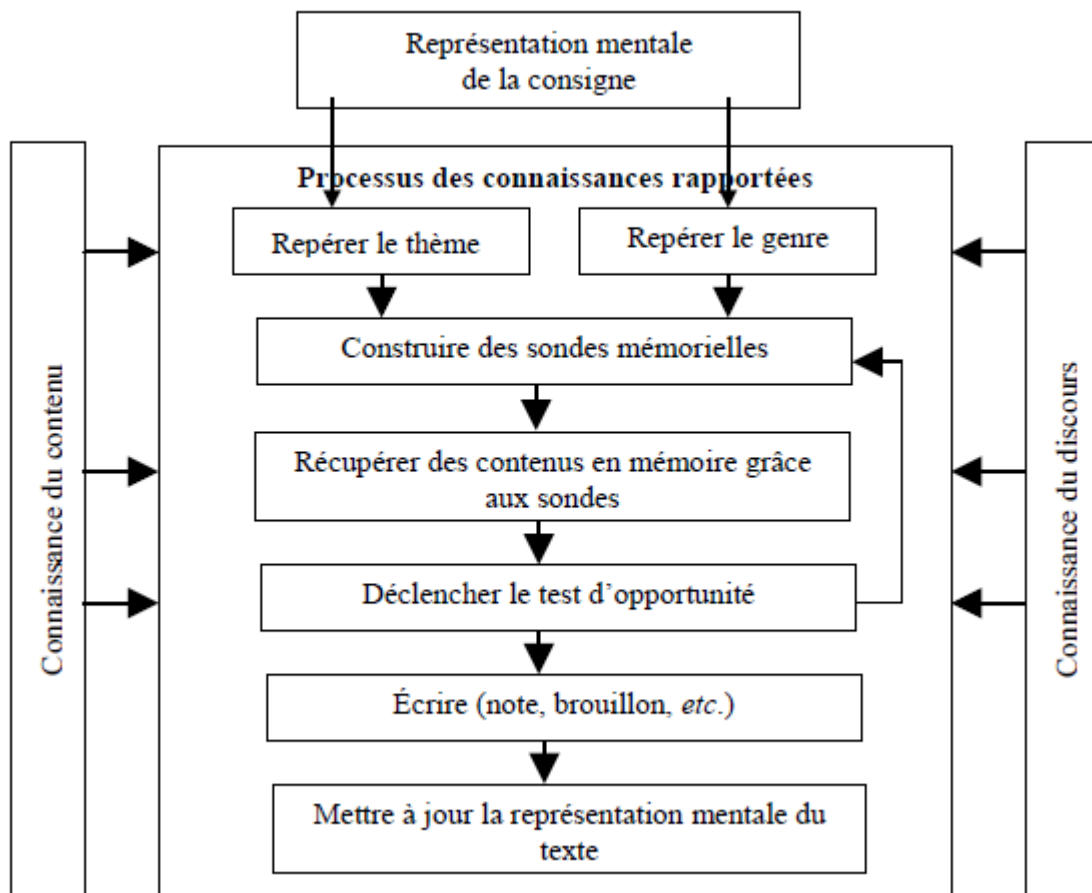 Représentation mentale
de la consigne
Processus des connaissances rapportées
Repérer le thème
Repérer le genre
Construire des sondes mémorielles
Récupérer des contenus en mémoire grâce
aux sondes
Déclencher le test d’opportunité
Écrire (note, brouillon, etc.)
Mettre à jour la représentation mentale du
texte
Connaissance du contenu
Connaissance du discours